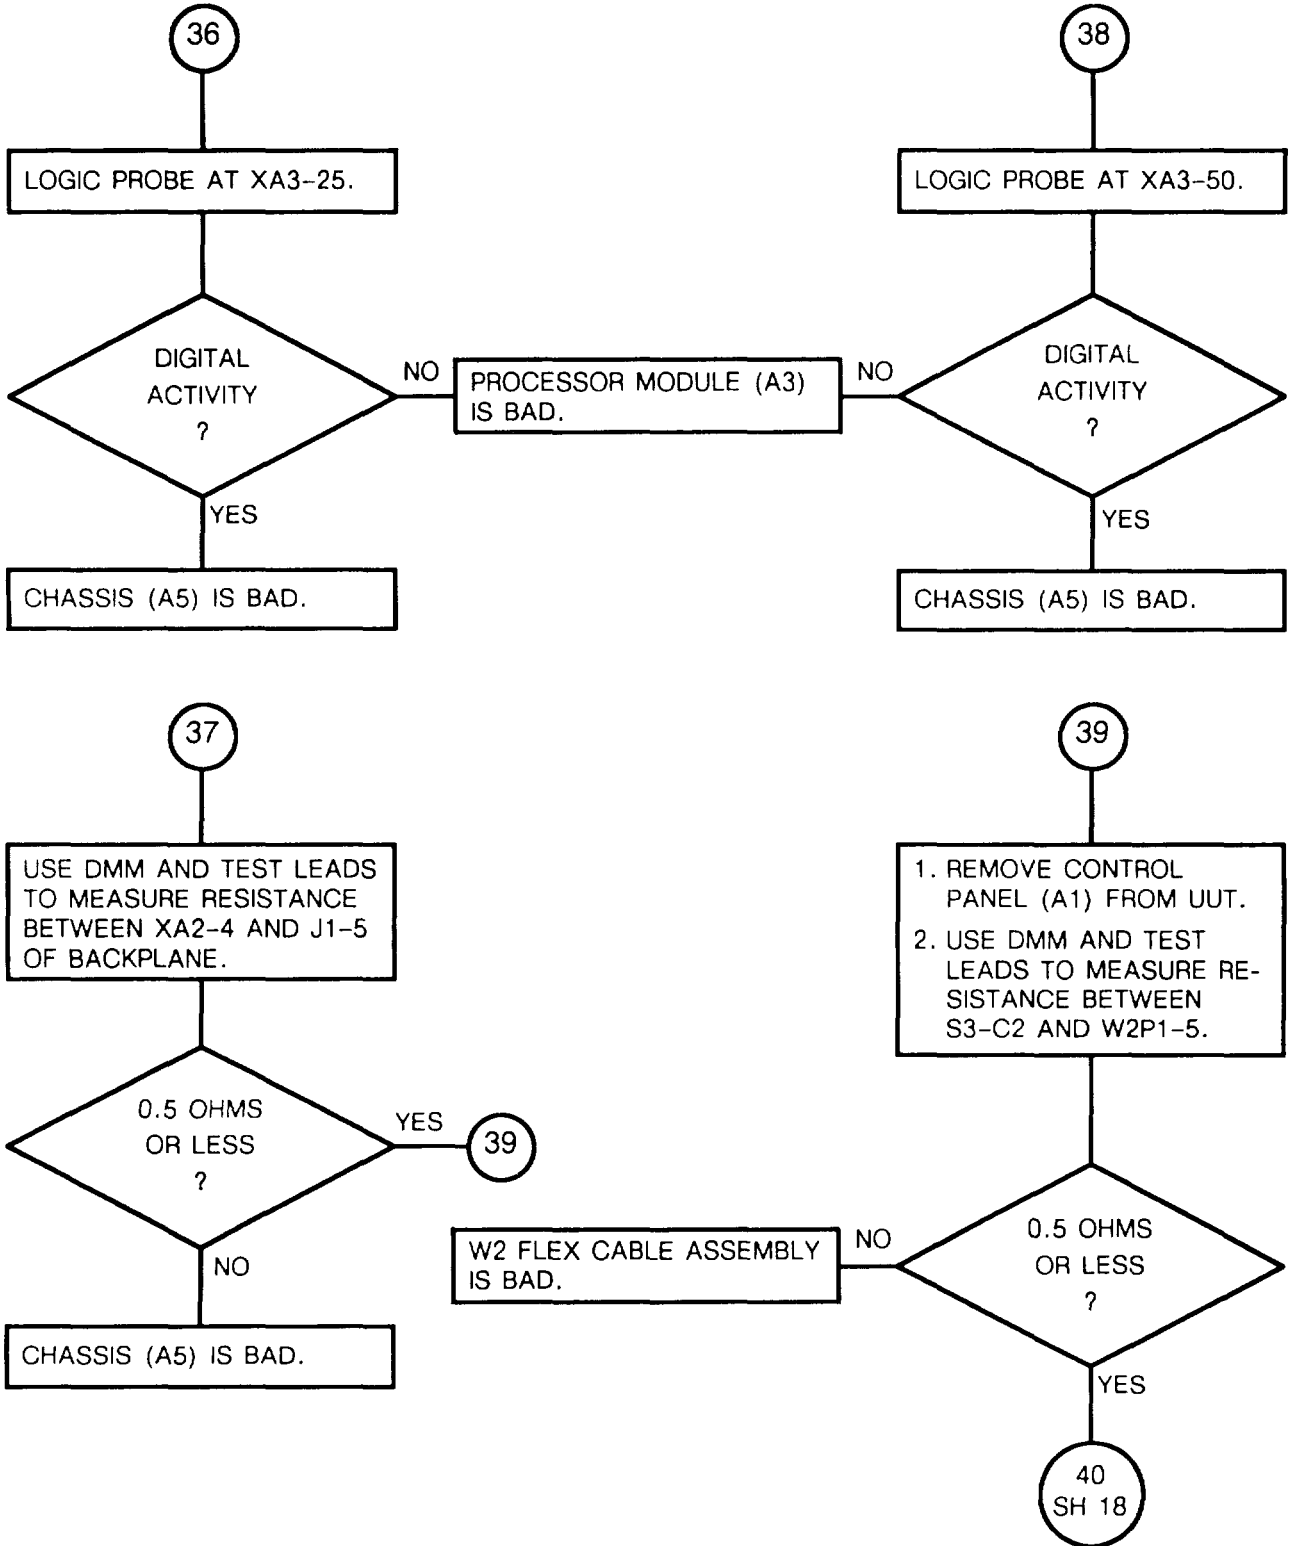 36
LOGIC PROBE AT XA3-25.
DIGITAL
ACTIVITY
?
NO
YES
CHASSIS (A5) IS BAD.
PROCESSOR MODULE (A3)
IS BAD.
38
LOGIC PROBE AT XA3-50.
DIGITAL
ACTIVITY
?
NO
YES
CHASSIS (A5) IS BAD.
37
USE DMM AND TEST LEADS
TO MEASURE RESISTANCE
BETWEEN XA2-4 AND J1-5
OF BACKPLANE.
0.5 OHMS
OR LESS
?
YES
39
NO
CHASSIS (A5) IS BAD.
39
1. REMOVE CONTROL
PANEL (A1) FROM UUT.
2. USE DMM AND TEST
LEADS TO MEASURE RE-
SISTANCE BETWEEN
S3-C2 AND W2P1-5.
0.5 OHMS
OR LESS
?
NO
W2 FLEX CABLE ASSEMBLY
IS BAD.
YES
40
SH 18